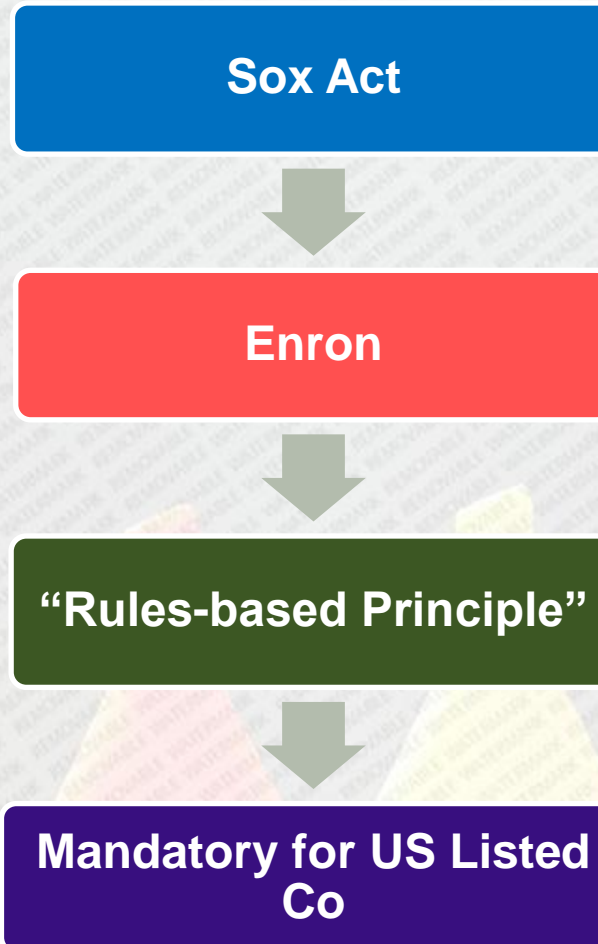 Sox Act
Enron
“Rules-based Principle”
Mandatory for US Listed
Co